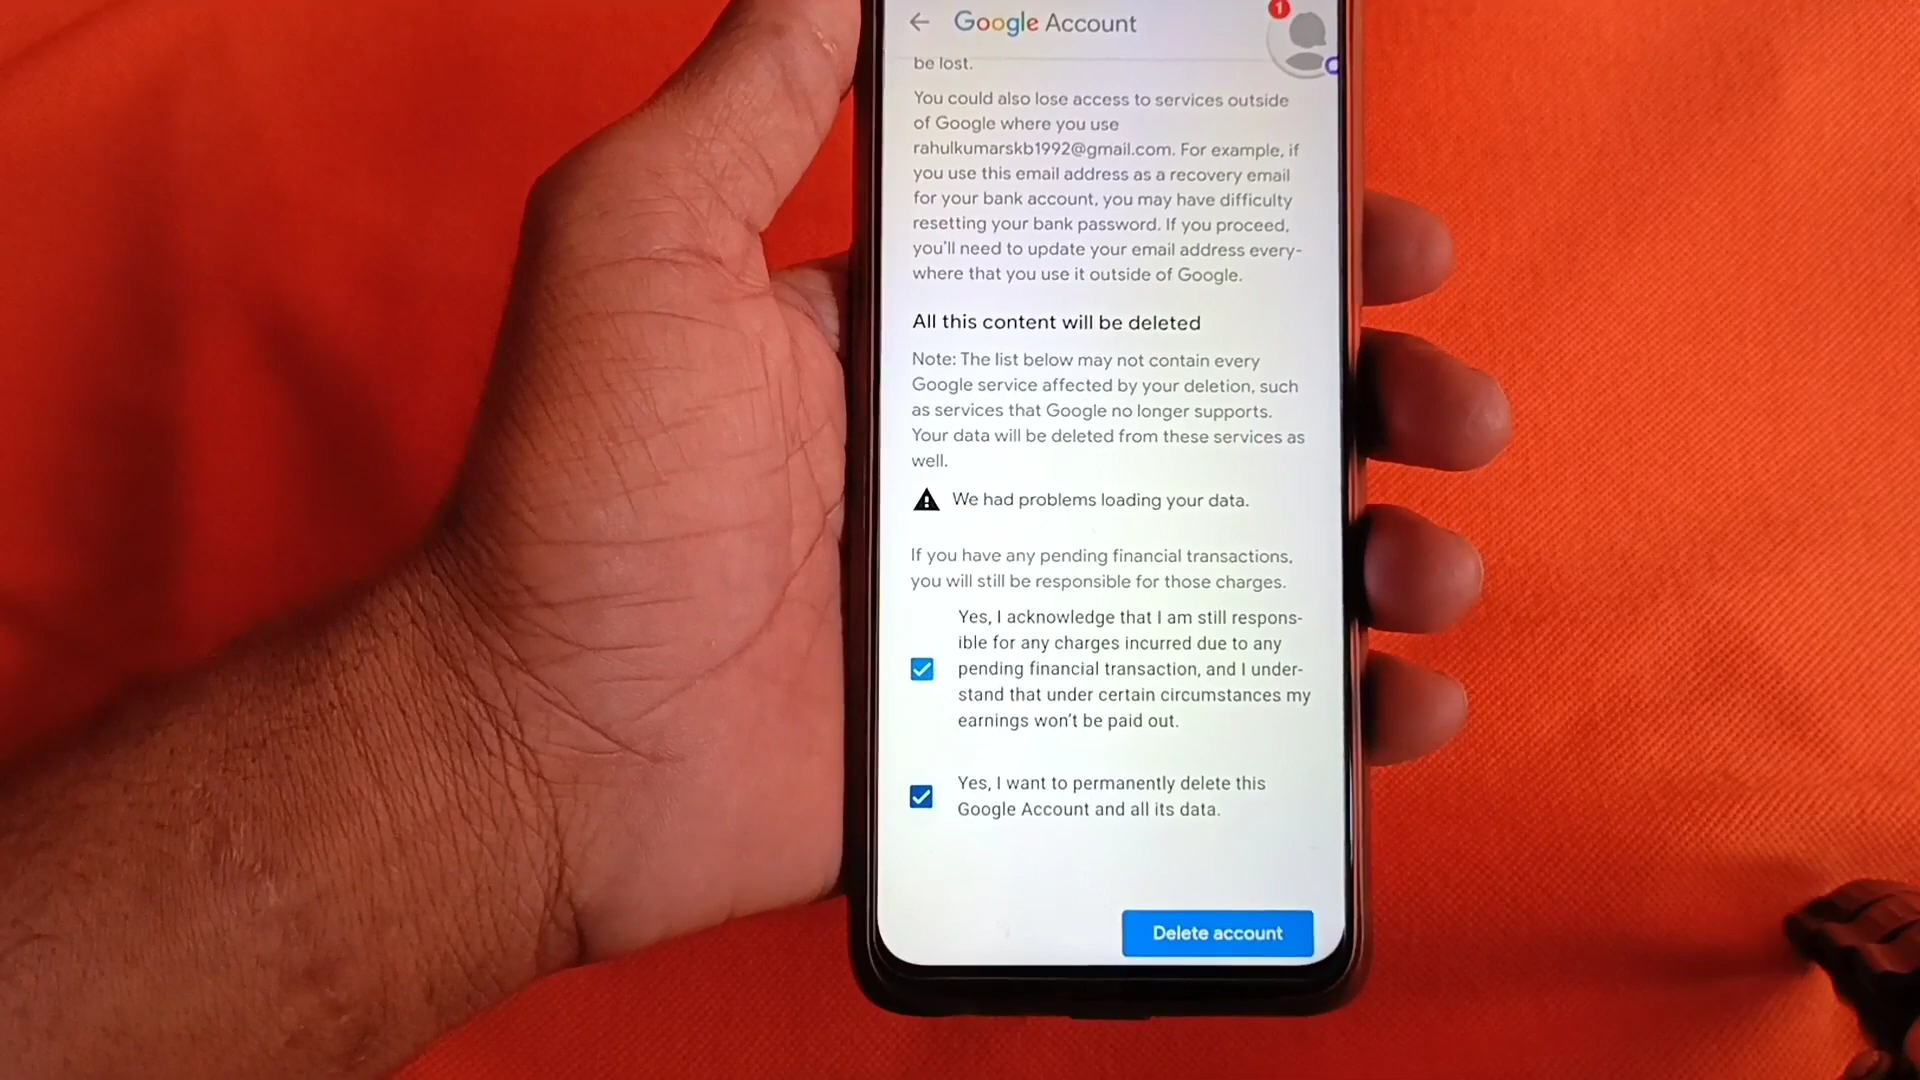 Google Account
1
be lost.
You could also lose access to services outside
of Google where you use
rahulkumarskb1992@gmail.com. For example, if
you use this email address as a recovery email
for your bank account, you may have difficulty
resetting your bank password. If you proceed,
you'll need to update your email address every-
where that you use it outside of Google.
All this content will be deleted
Note: The list below may not contain every
Google service affected by your deletion, such
as services that Google no longer supports.
Your data will be deleted from these services as
well.
We had problems loading your data.
If you have any pending financial transactions,
you will still be responsible for those charges.
Yes, I acknowledge that I am still respons-
ible for any charges incurred due to any
pending financial transaction, and I under-
stand that under certain circumstances my
earnings won't be paid out.
Yes, I want to permanently delete this
Google Account and all its data.
Delete account